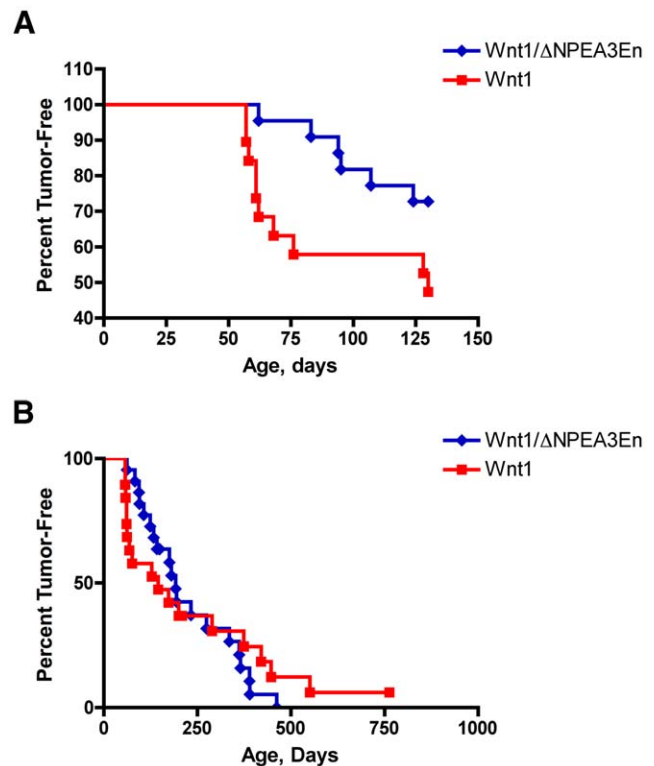 A
Wnt1/ΔNPEA3En
Wnt1
110
100
90
80
70
60
50
40
Percent Tumor-Free
0 25 50 75 100 125 150
Age, days
B
Wnt1/ΔNPEA3En
Wnt1
100
50
0
Percent Tumor-Free
0 250 500 750 1000
Age, Days